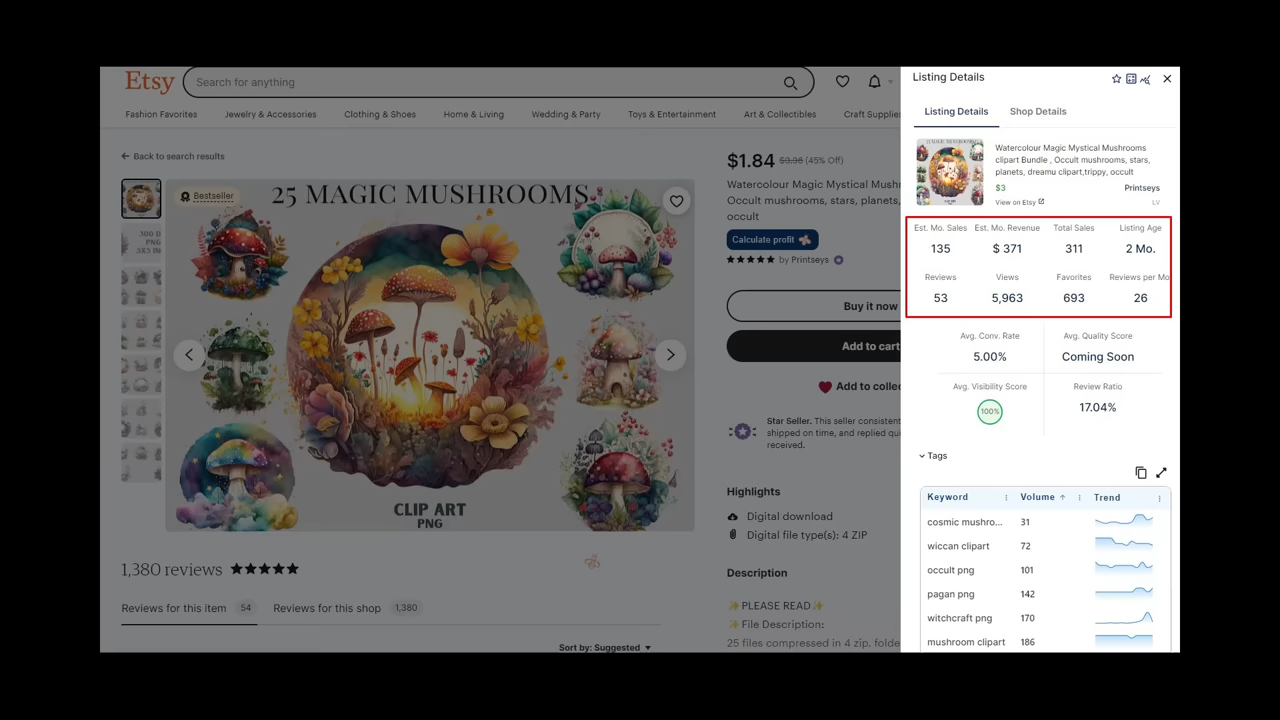 Etsy
Search for anything
Fashion Favorites
Jewelry & Accessories
Clothing & Shoes
Home & Living
Wedding & Party
Toys & Entertainment
Art & Collectibles
Craft Supplies
Back to search results
Bestseller
25 MAGIC MUSHROOMS
CLIP ART
PNG
$1.84 $3.36 (45% Off)
Watercolour Magic Mystical Mushr
Occult mushrooms, stars, planets,
occult
Calculate profit
by Printseys
Buy it now
Add to cart
Add to colle
Star Seller. This seller consistent
shipped on time, and replied qui
received.
Highlights
Digital download
Digital file type(s): 4 ZIP
Description
✨PLEASE READ✨
✨File Description:
25 files compressed in 4 zip. folde
1,380 reviews
Reviews for this item 54
Reviews for this shop 1,380
Sort by: Suggested
Listing Details
Listing Details
Shop Details
Watercolour Magic Mystical Mushrooms
clipart Bundle , Occult mushrooms, stars,
planets, dreamu clipart,trippy, occult
$3
Printseys
View on Etsy
LV
Est. Mo. Sales
Est. Mo. Revenue
Total Sales
Listing Age
135
$ 371
311
2 Mo.
Reviews
Views
Favorites
Reviews per Mo
53
5,963
693
26
Avg. Conv. Rate
Avg. Quality Score
5.00%
Coming Soon
Avg. Visibility Score
Review Ratio
100%
17.04%
Tags
Keyword
Volume
Trend
cosmic mushro...
31
wiccan clipart
72
occult png
101
pagan png
142
witchcraft png
170
mushroom clipart
186